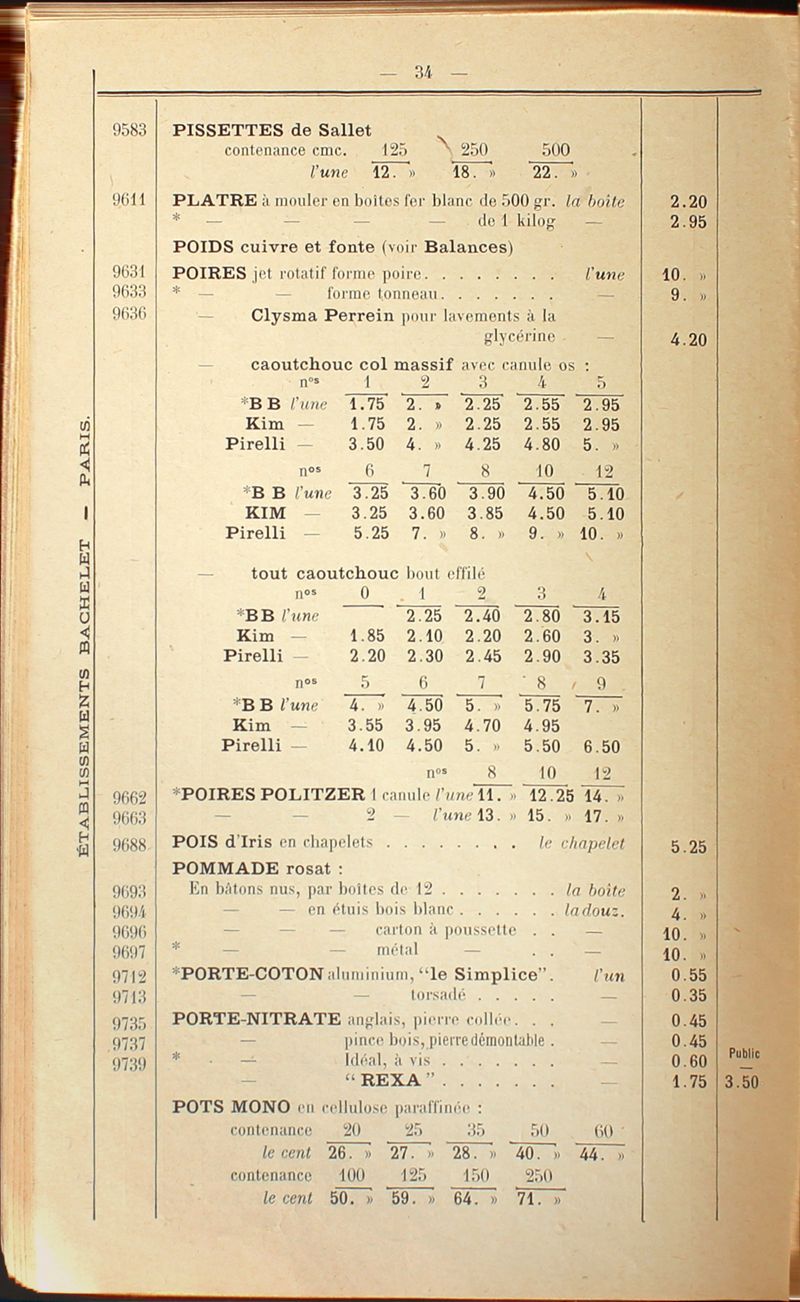 — 34 —
9583 PISSETTES de Sallet
contenance cmc. 125 250 500
l'une 12. » 18. » 22. »
9611 PLATRE à mouler en boîtes fer blanc de 500 gr. la boîte 2.20
* — — — — de 1 kilog — 2.95
POIDS cuivre et fonte (voir Balances)
9631 POIRES jet rotatif forme poire. . . . . . . . l'une 10. »
9633 * — — forme tonneau. . . . . . . — 9. »
9636 — Clysma Perrein pour lavements à la
glycérine — 4.20
— caoutchouc col massif avec canule os :
nos 1 2 3 4 5
*B B l'une 1.75 2. » 2.25 2.55 2.95
Kim — 1.75 2. » 2.25 2.55 2.95
Pirelli — 3.50 4. » 4.25 4.80 5. »
nos 6 7 8 10 12
*B B l'une 3.25 3.60 3.90 4.50 5.10
KIM — 3.25 3.60 3.85 4.50 5.10
Pirelli — 5.25 7. » 8. » 9. » 10. »
— tout caoutchouc bout effilé
nos 0 1 2 3 4
*BB l'une — 2.25 2.40 2.80 3.15
Kim — 1.85 2.10 2.20 2.60 3. »
Pirelli — 2.20 2.30 2.45 2.90 3.35
nos 5 6 7 8 9
*B B l'une 4. » 4.50 5. » 5.75 7. »
Kim — 3.55 3.95 4.70 4.95
Pirelli — 4.10 4.50 5. » 5.50 6.50
nos 8 10 12
9662 *POIRES POLITZER 1 canule l'une 11. » 12.25 14. »
9663 — — 2 — l'une 13. » 15. » 17. »
9688 POIS d'Iris en chapelets . . . . . . . . le chapelet 5.25
POMMADE rosat :
9693 En bâtons nus, par boîtes de 12 . . . . . . . la boîte 2. »
9694 — — en étuis bois blanc . . . . . . la douz. 4. »
9696 — — — carton à poussette . . — 10. »
9697 * — — métal — . . — 10. »
9712 *PORTE-COTON aluminium, “le Simplice”. l'un 0.55
9713 — — torsadé . . . . . — 0.35
9735 PORTE-NITRATE anglais, pierre collée. . . — 0.45
9737 — pince bois, pierre démontable . — 0.45
9739 * — Idéal, à vis . . . . . . . — 0.60 Public
— “ REXA ” . . . . . . . — 1.75 3.50
POTS MONO en cellulose paraffinée :
contenance 20 25 35 50 60
le cent 26. » 27. » 28. » 40. » 44. »
contenance 100 125 150 250
le cent 50. » 59. » 64. » 71. »
ÉTABLISSEMENTS BACHELET — PARIS.